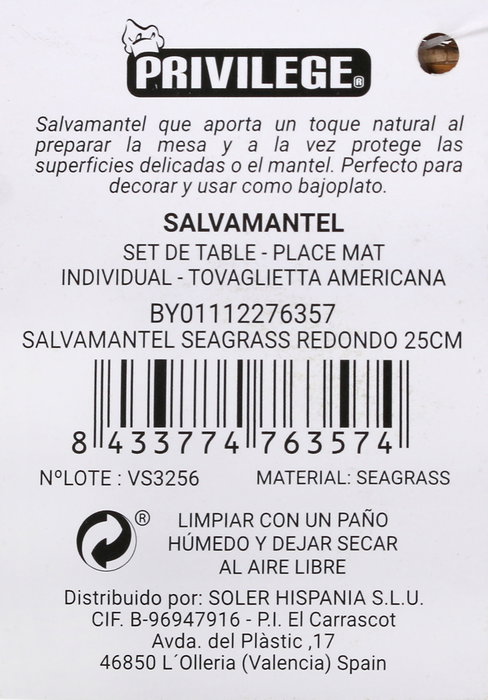 PRIVILEGE®
Salvamantel que aporta un toque natural al
preparar la mesa y a la vez protege las
superficies delicadas o el mantel. Perfecto para
decorar y usar como bajoplato.
SALVAMANTEL
SET DE TABLE - PLACE MAT
INDIVIDUAL - TOVAGLIETTA AMERICANA
BY01112276357
SALVAMANTEL SEAGRASS REDONDO 25CM
8 433774 763574
NºLOTE : VS3256 MATERIAL: SEAGRASS
® LIMPIAR CON UN PAÑO
HÚMEDO Y DEJAR SECAR
AL AIRE LIBRE
Distribuido por: SOLER HISPANIA S.L.U.
CIF. B-96947916 - P.I. El Carrascot
Avda. del Plàstic ,17
46850 L´Olleria (Valencia) Spain